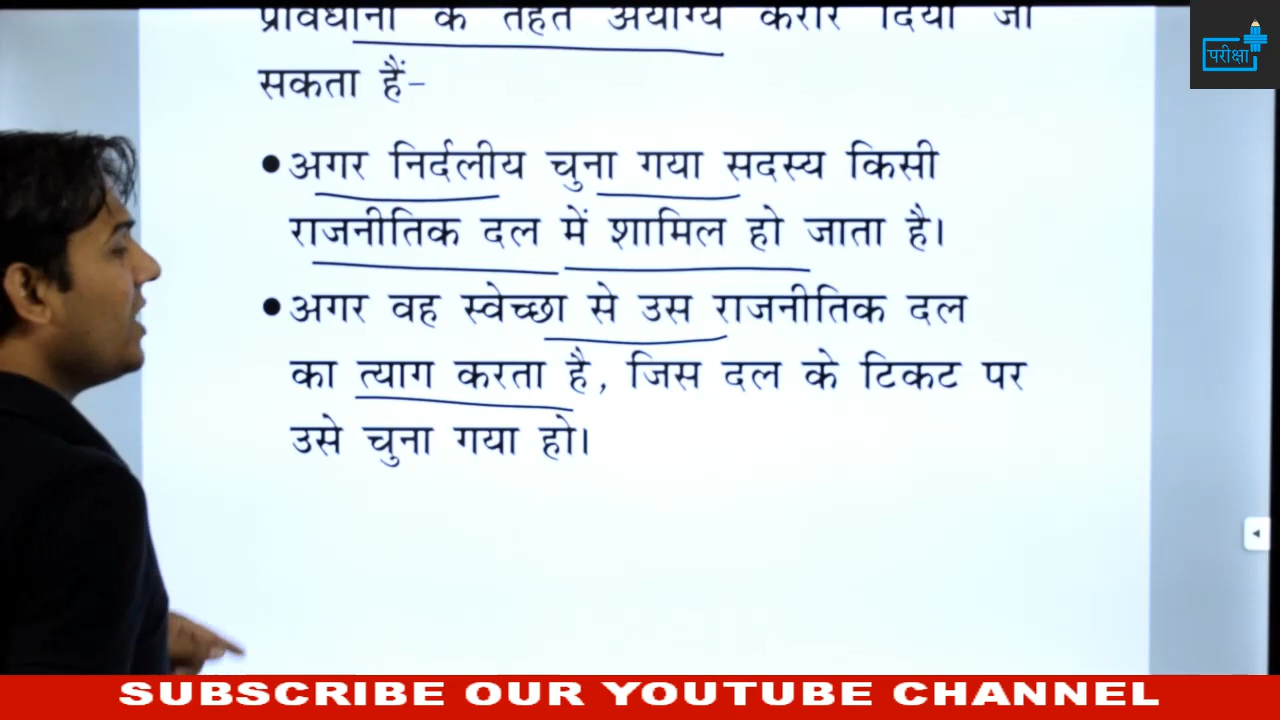 प्रावधानों के तहत अयोग्य करार दिया जा
सकता हैं-
•अगर निर्दलीय चुना गया सदस्य किसी
राजनीतिक दल में शामिल हो जाता है।
•अगर वह स्वेच्छा से उस राजनीतिक दल
का त्याग करता है, जिस दल के टिकट पर
उसे चुना गया हो।
परीक्षा
SUBSCRIBE OUR YOUTUBE CHANNEL